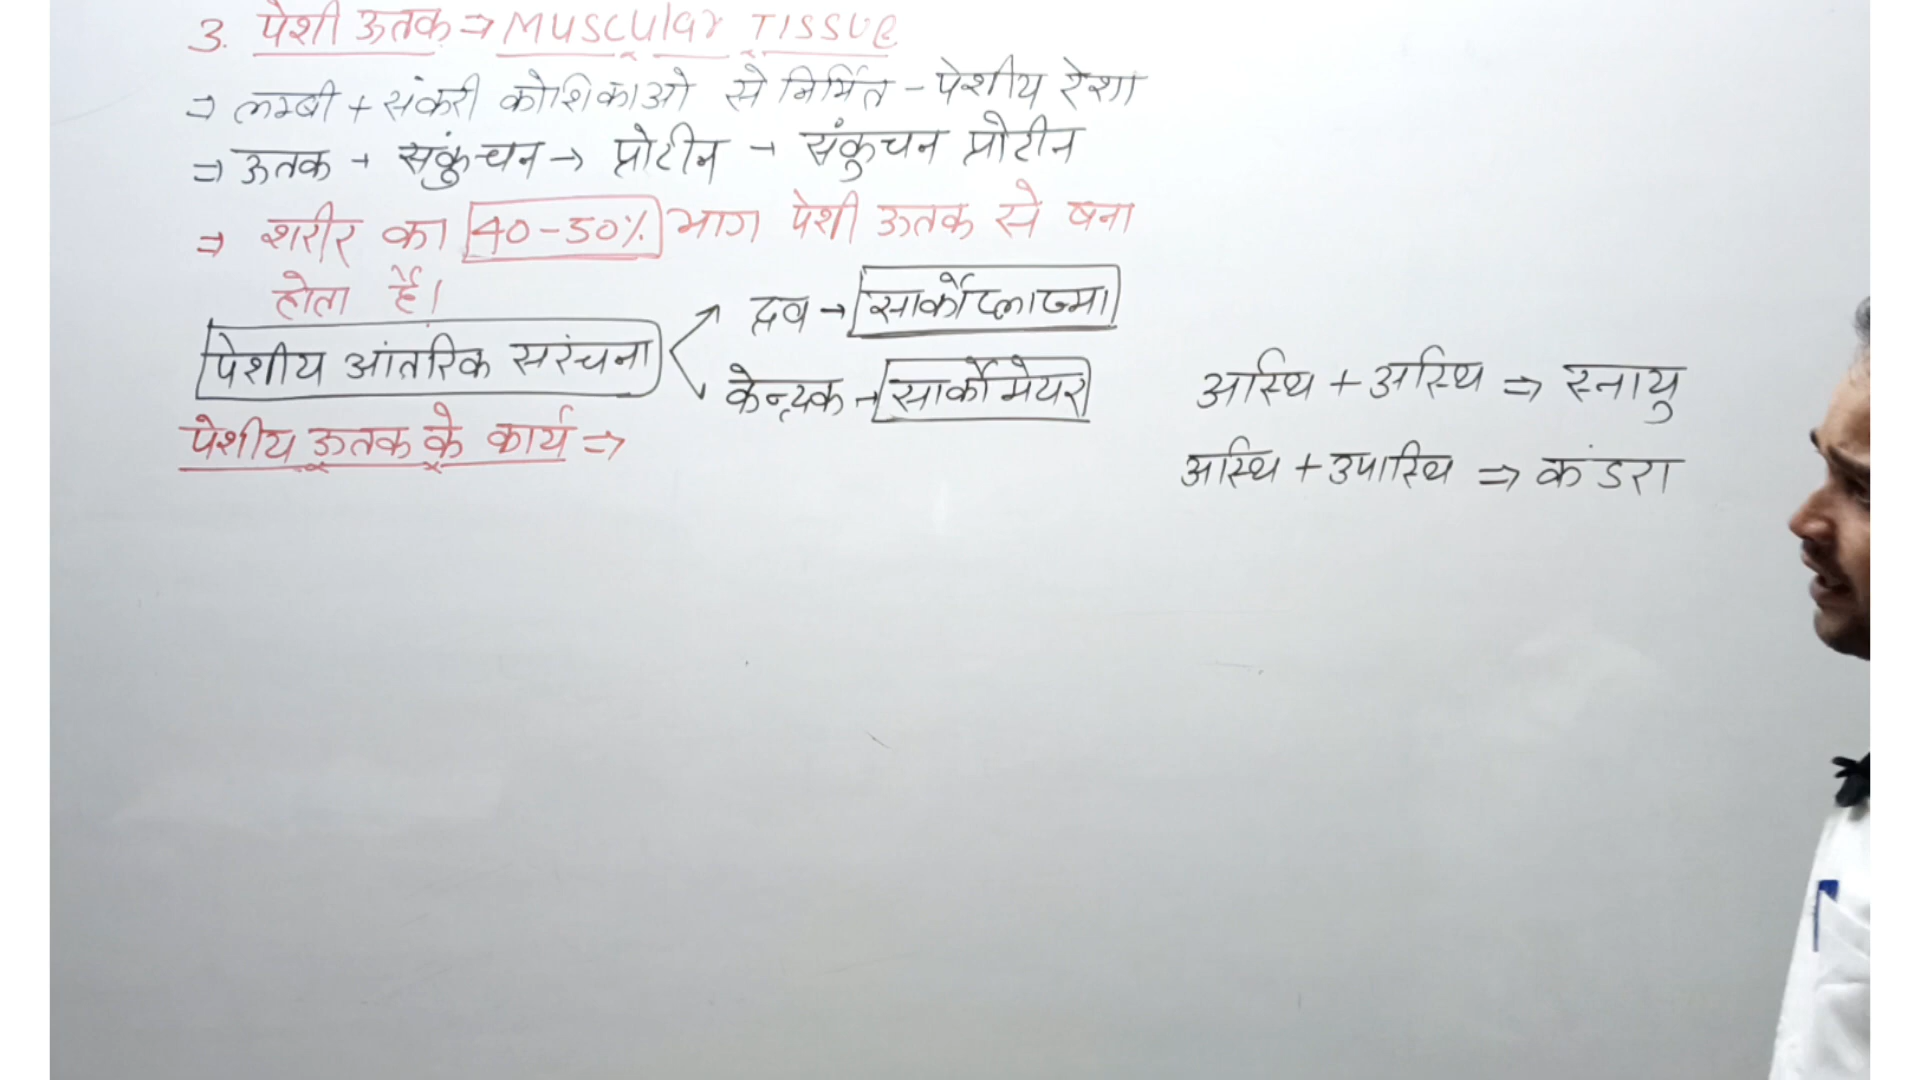 3. पेशी ऊतक ⇒ MUSCULAR TISSUE
⇒ लम्बी + संकरी कोशिकाओ से निर्मित - पेशीय रेशा
⇒ ऊतक + सकुंचन → प्रोटीन → संकुचन प्रोटीन
⇒ शरीर का 40-50% भाग पेशी ऊतक से बना
होता है।
पेशीय आंतरिक सरंचना
द्रव → सार्कोप्लाज्मा
केन्द्रक → सार्कोमेयर
पेशीय ऊतक के कार्य ⇒
अस्थि + अस्थि ⇒ स्नायु
अस्थि + उपास्थि ⇒ कंडरा